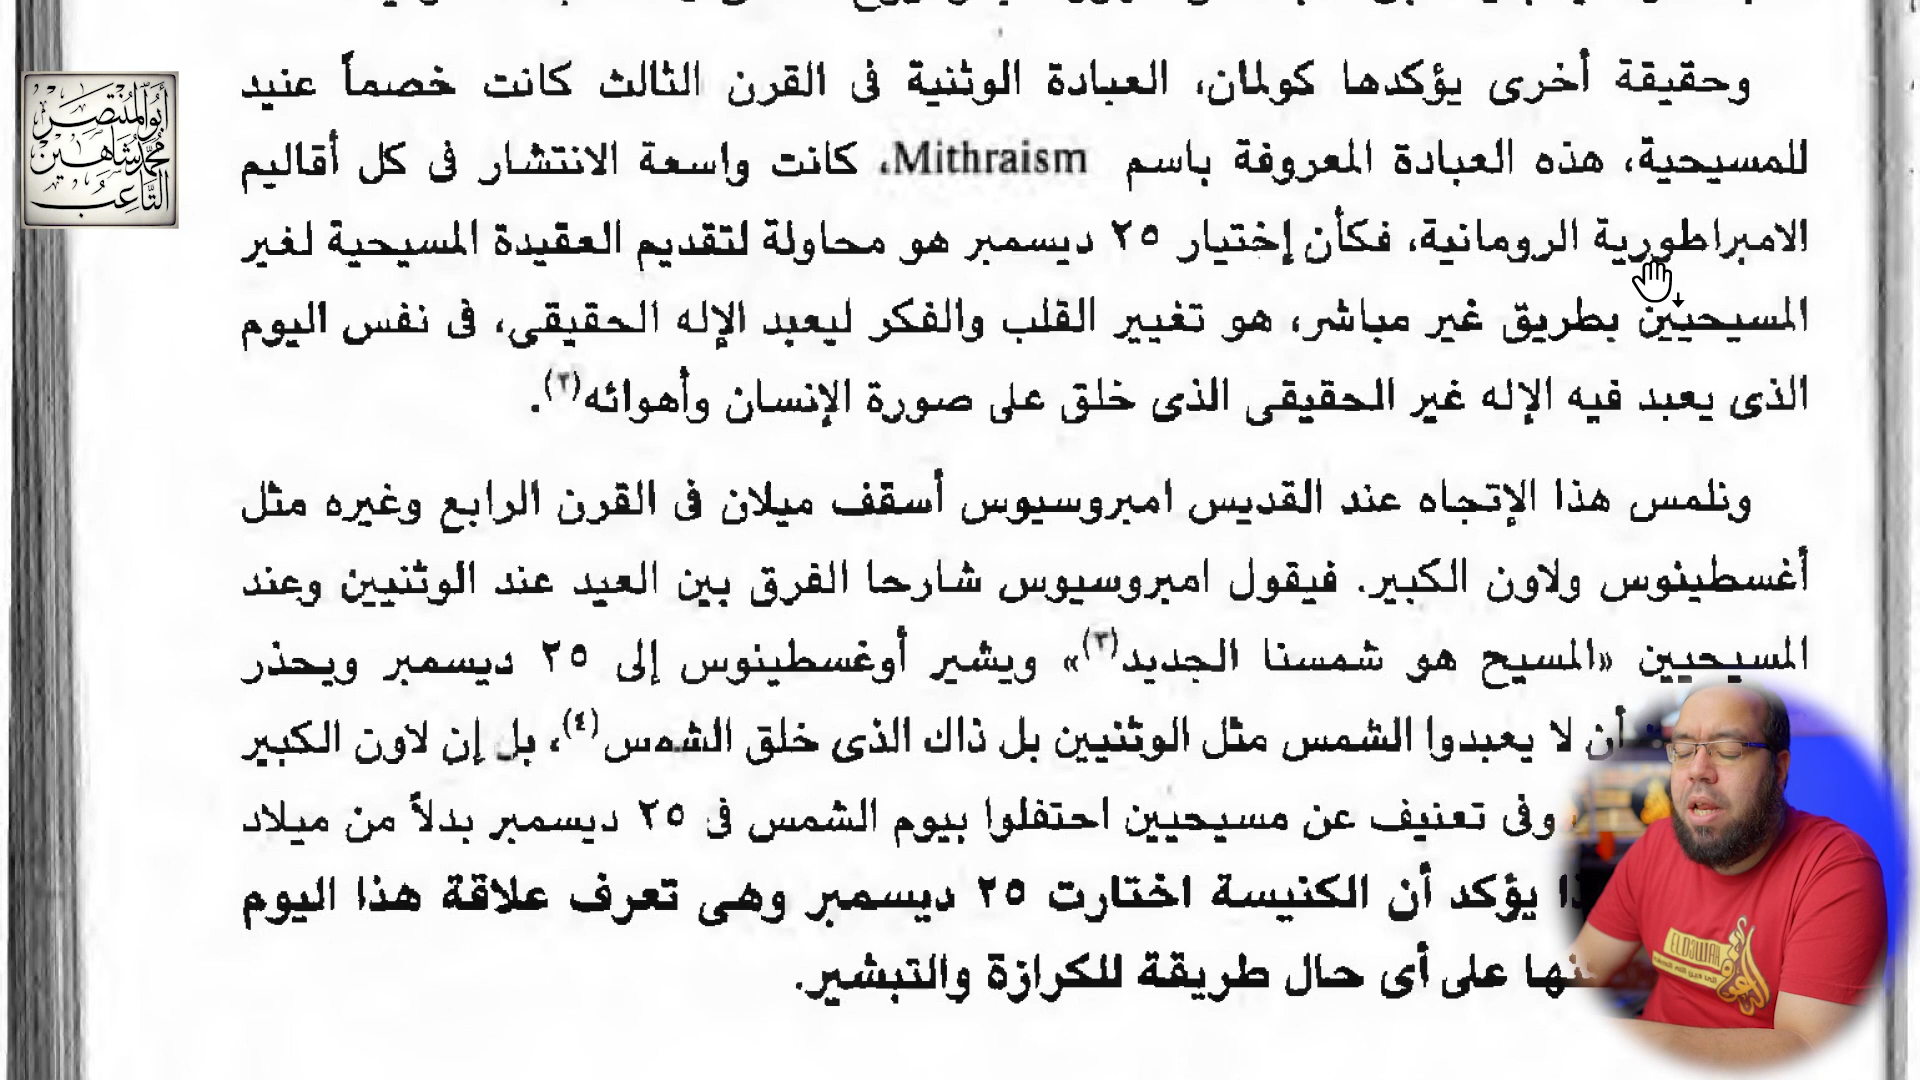 وحقيقة أخرى يؤكدها كولمان، العبادة الوثنية فى القرن الثالث كانت خصماً عنيد
للمسيحية، هذه العبادة المعروفة باسم Mithraism، كانت واسعة الانتشار فى كل أقاليم
الامبراطورية الرومانية، فكأن إختيار ٢٥ ديسمبر هو محاولة لتقديم العقيدة المسيحية لغير
المسيحيين بطريق غير مباشر، هو تغيير القلب والفكر ليعبد الإله الحقيقى، فى نفس اليوم
الذى يعبد فيه الإله غير الحقيقى الذى خلق على صورة الإنسان وأهوائه(٢).
ونلمس هذا الإتجاه عند القديس امبروسيوس أسقف ميلان فى القرن الرابع وغيره مثل
أغسطينوس ولاون الكبير. فيقول امبروسيوس شارحا الفرق بين العيد عند الوثنيين وعند
المسيحيين «المسيح هو شمسنا الجديد(٣)» ويشير أوغسطينوس إلى ٢٥ ديسمبر ويحذر
أن لا يعبدوا الشمس مثل الوثنيين بل ذاك الذى خلق الشمس(٤)، بل إن لاون الكبير
وفى تعنيف عن مسيحيين احتفلوا بيوم الشمس فى ٢٥ ديسمبر بدلاً من ميلاد
يؤكد أن الكنيسة اختارت ٢٥ ديسمبر وهى تعرف علاقة هذا اليوم
على أى حال طريقة للكرازة والتبشير.
أبو المنتصر
محمد شاهين
التاعب
ELDAWAH